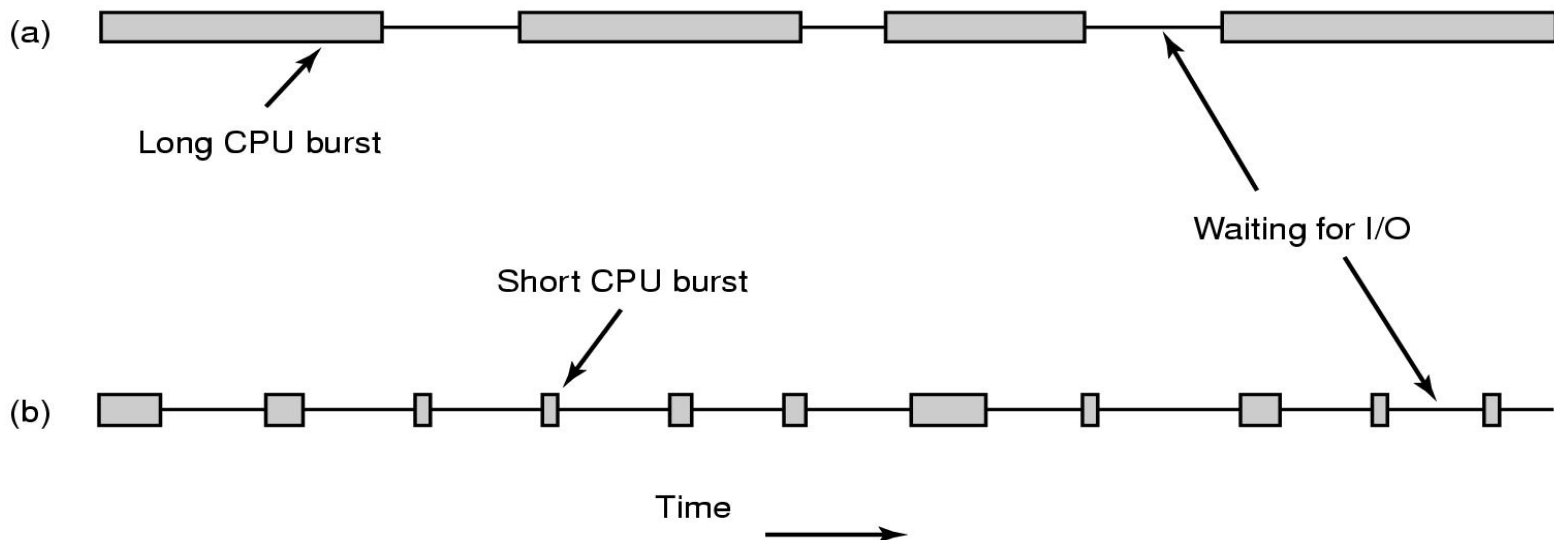 (a)
Long CPU burst
Waiting for I/O
Short CPU burst
(b)
Time